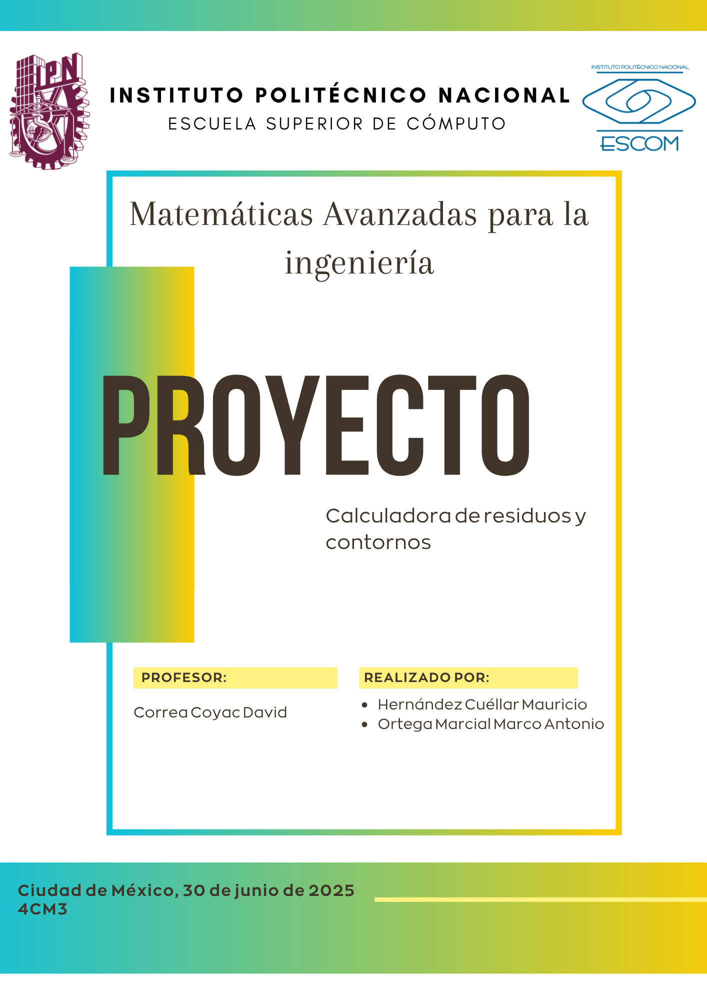 IPN
INSTITUTO POLITÉCNICO NACIONAL
ESCUELA SUPERIOR DE CÓMPUTO
INSTITUTO POLITÉCNICO NACIONAL
ESCOM
Matemáticas Avanzadas para la
ingeniería
PROYECTO
Calculadora de residuos y
contornos
PROFESOR:
Correa Coyac David
REALIZADO POR:
• Hernández Cuéllar Mauricio
• Ortega Marcial Marco Antonio
Ciudad de México, 30 de junio de 2025
4CM3